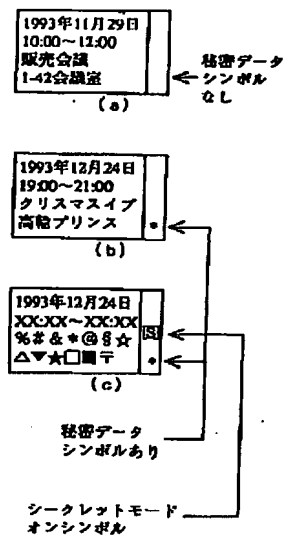 1993年11月29日
10:00～12:00
販売会議
1-42会議室
秘密データ
シンボル
なし
(a)
1993年12月24日
19:00～21:00
クリスマスイブ
高輪プリンス
*
(b)
1993年12月24日
XX:XX～XX:XX
%#&*@§☆
△▼★□■〒
S
*
(c)
秘密データ
シンボルあり
シークレットモード
オンシンボル